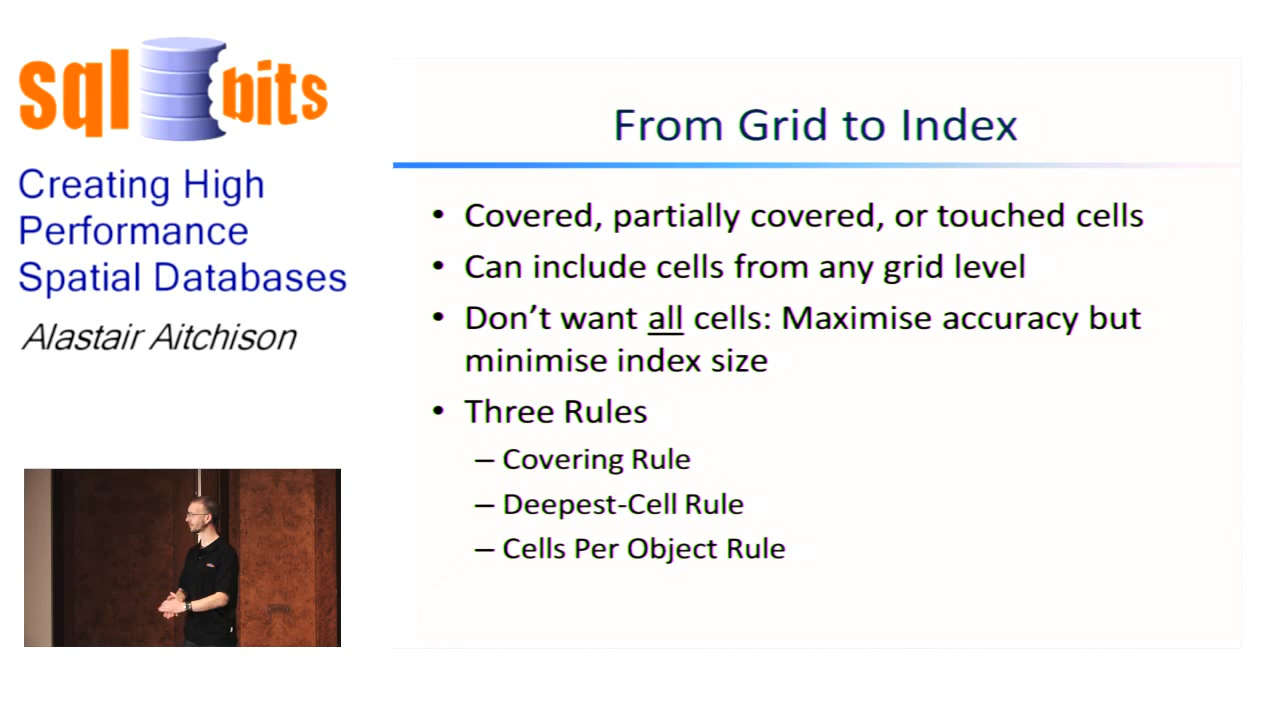 sql bits
Creating High
Performance
Spatial Databases
Alastair Aitchison
From Grid to Index
• Covered, partially covered, or touched cells
• Can include cells from any grid level
• Don’t want all cells: Maximise accuracy but
minimise index size
• Three Rules
– Covering Rule
– Deepest-Cell Rule
– Cells Per Object Rule